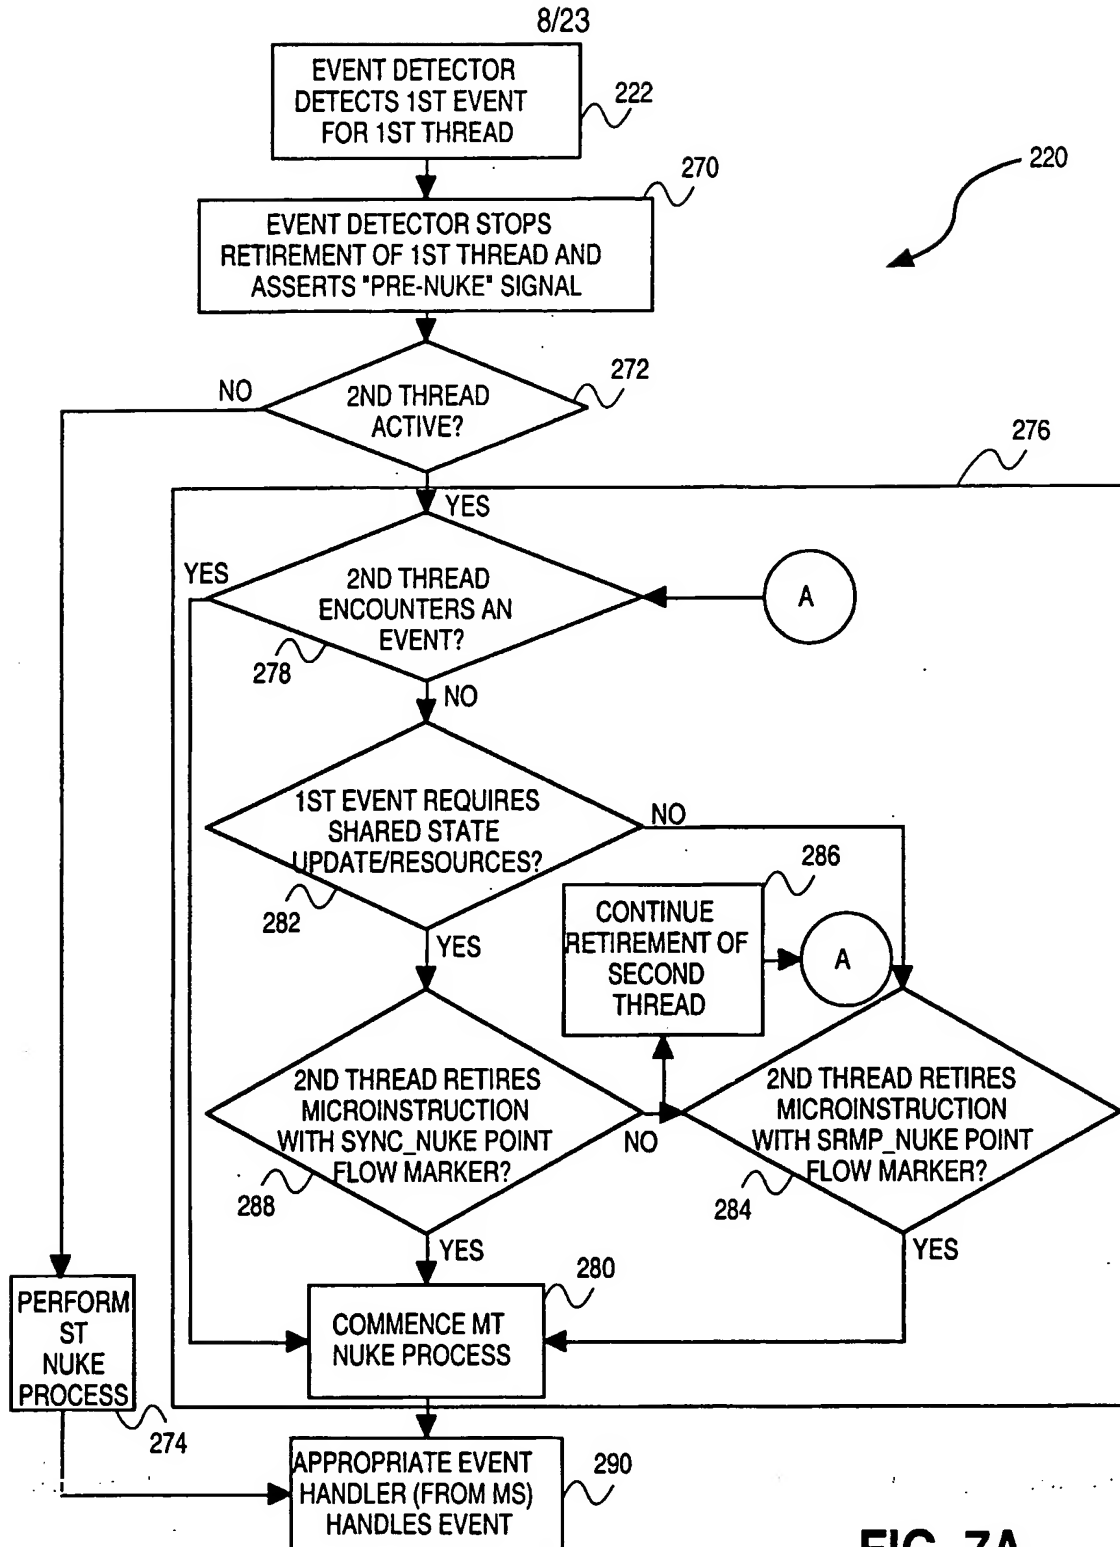 8/23
EVENT DETECTOR
DETECTS 1ST EVENT
FOR 1ST THREAD
222
220
270
EVENT DETECTOR STOPS
RETIREMENT OF 1ST THREAD AND
ASSERTS "PRE-NUKE" SIGNAL
272
NO
2ND THREAD
ACTIVE?
276
YES
YES
2ND THREAD
ENCOUNTERS AN
EVENT?
A
278
NO
1ST EVENT REQUIRES
SHARED STATE
UPDATE/RESOURCES?
NO
282
286
YES
CONTINUE
RETIREMENT OF
SECOND
THREAD
A
2ND THREAD RETIRES
MICROINSTRUCTION
WITH SYNC_NUKE POINT
FLOW MARKER?
NO
288
2ND THREAD RETIRES
MICROINSTRUCTION
WITH SRMP_NUKE POINT
FLOW MARKER?
284
YES
YES
280
COMMENCE MT
NUKE PROCESS
PERFORM
ST
NUKE
PROCESS
274
APPROPRIATE EVENT
HANDLER (FROM MS)
HANDLES EVENT
290
FIG. 7A